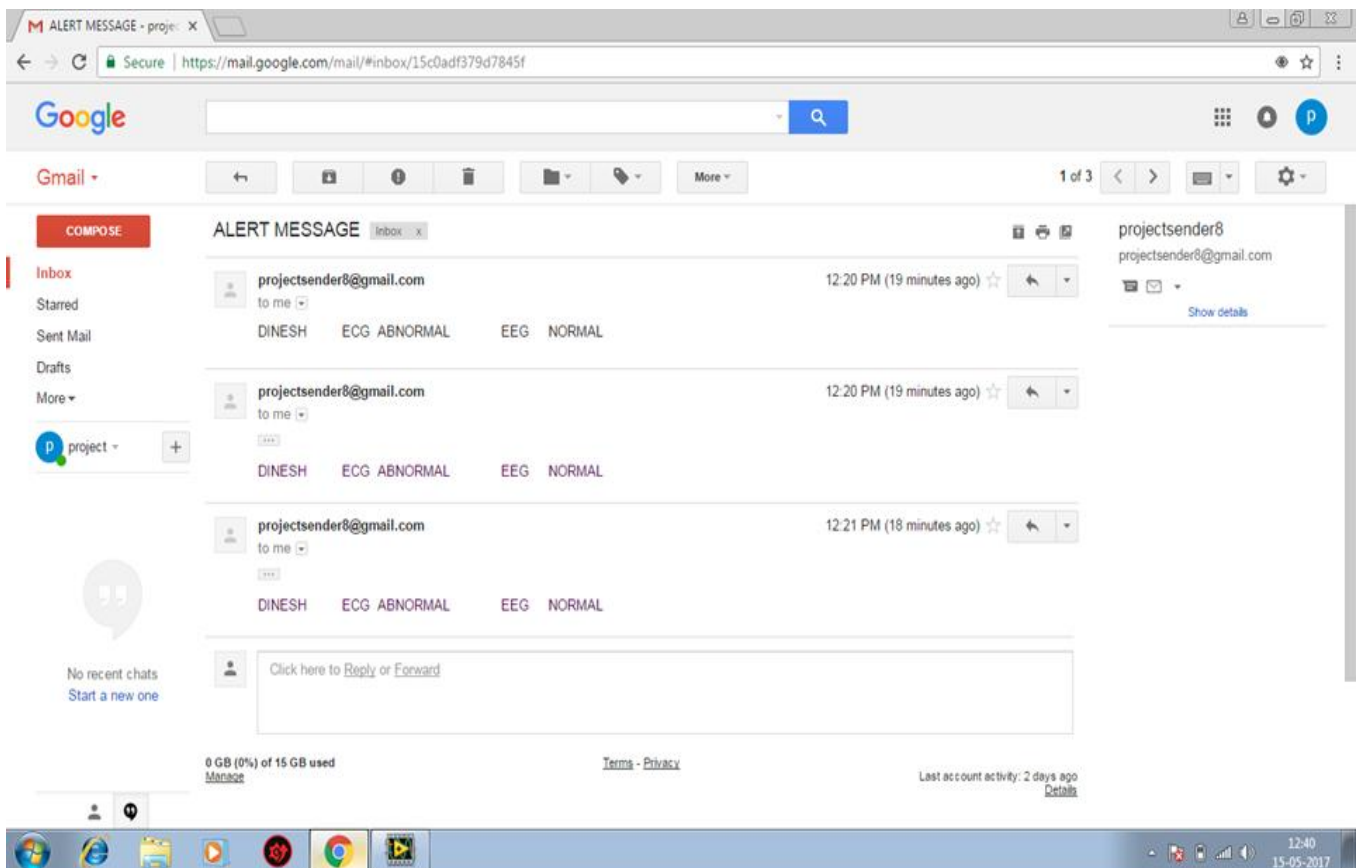 ALERT MESSAGE - projec x
Secure | https://mail.google.com/mail/#inbox/15c0adf379d7845f
Google
p
Gmail
More
1 of 3
COMPOSE
Inbox
Starred
Sent Mail
Drafts
More
p project +
No recent chats
Start a new one
ALERT MESSAGE Inbox x
projectsender8@gmail.com 12:20 PM (19 minutes ago)
to me
DINESH ECG ABNORMAL EEG NORMAL
projectsender8@gmail.com 12:20 PM (19 minutes ago)
to me
...
DINESH ECG ABNORMAL EEG NORMAL
projectsender8@gmail.com 12:21 PM (18 minutes ago)
to me
...
DINESH ECG ABNORMAL EEG NORMAL
Click here to Reply or Forward
0 GB (0%) of 15 GB used
Manage
Terms - Privacy
Last account activity: 2 days ago
Details
projectsender8
projectsender8@gmail.com
Show details
12:40
15-05-2017